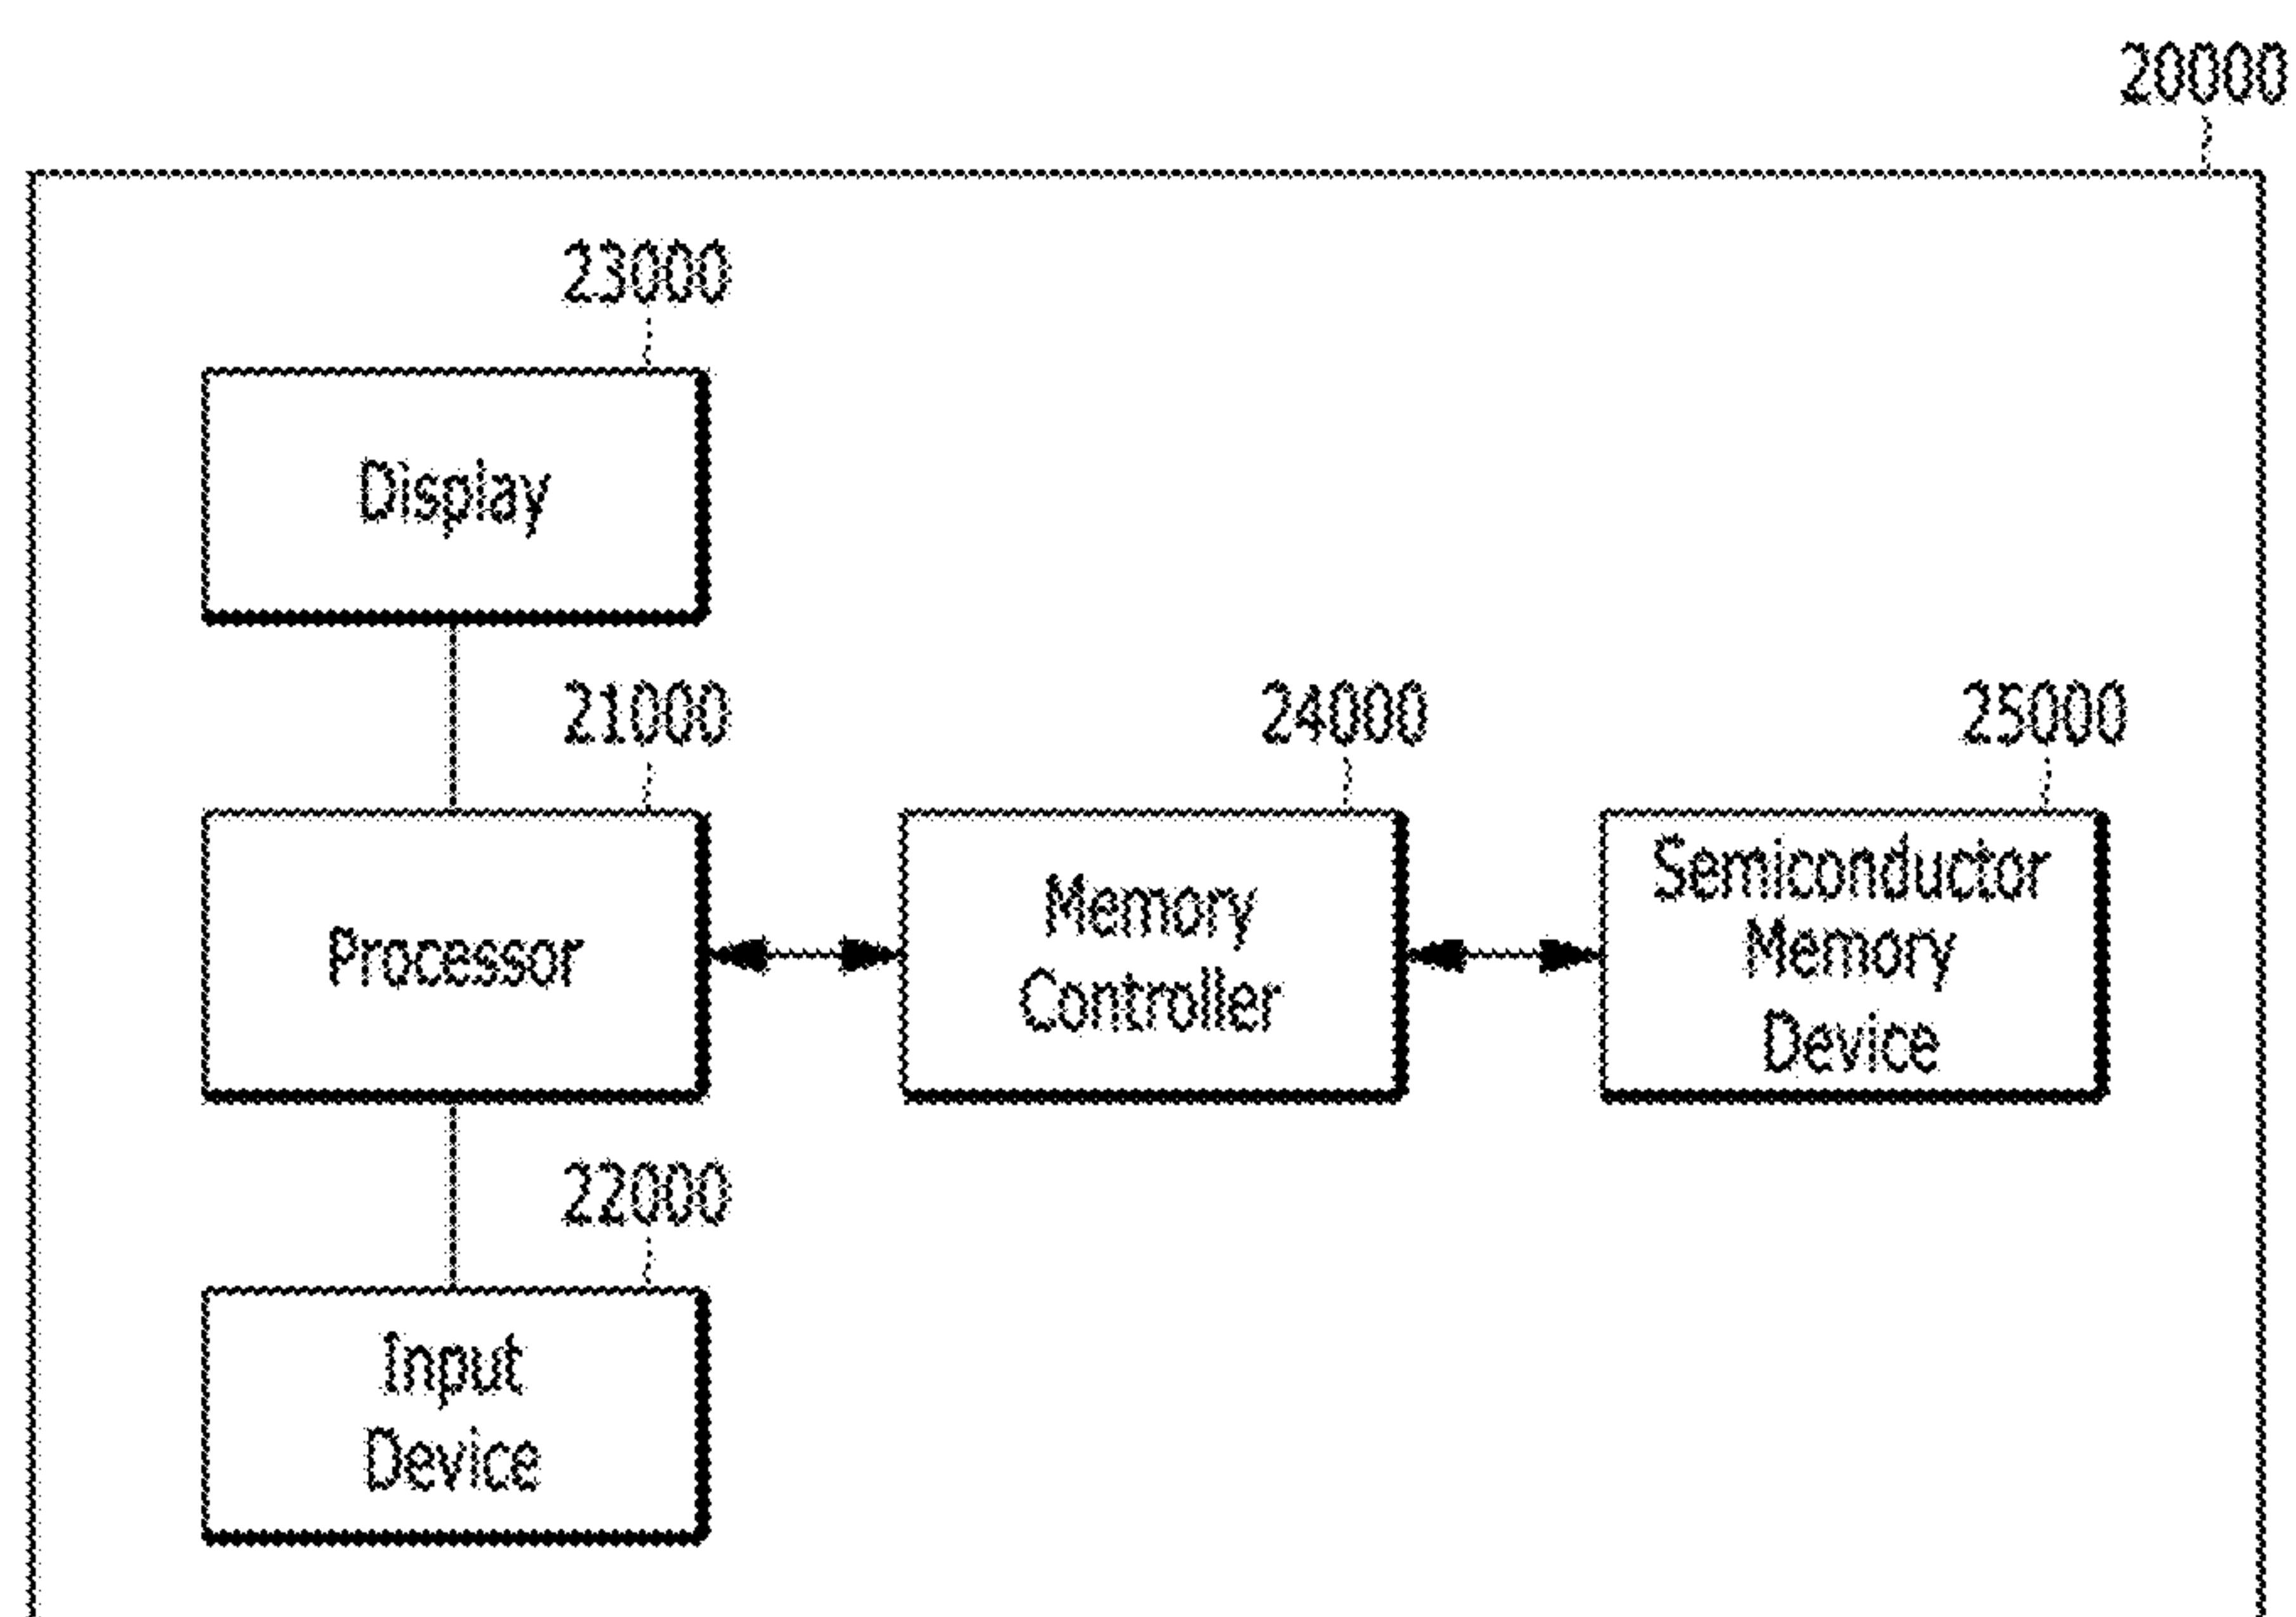 20000
23000
Display
21000
24000
25000
Processor
Memory
Controller
Semiconductor
Memory
Device
22000
Input
Device